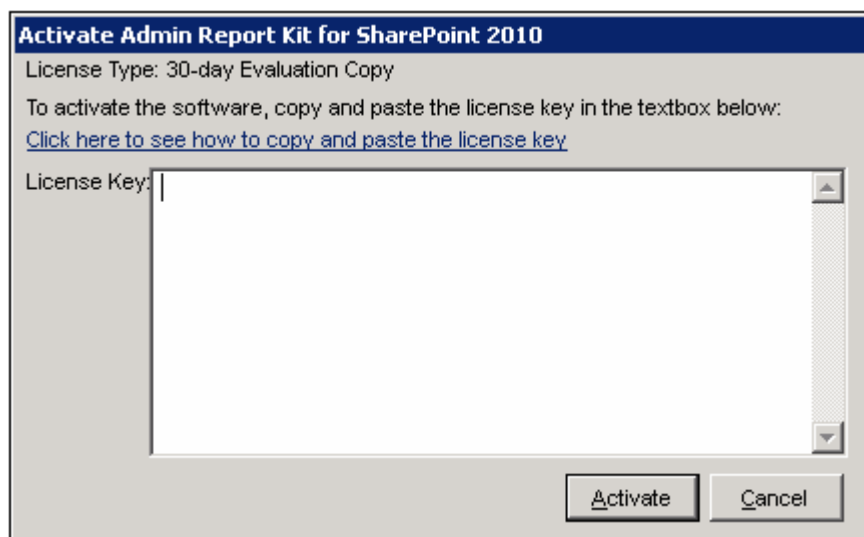 Activate Admin Report Kit for SharePoint 2010
License Type: 30-day Evaluation Copy
To activate the software, copy and paste the license key in the textbox below:
Click here to see how to copy and paste the license key
License Key:
Activate Cancel